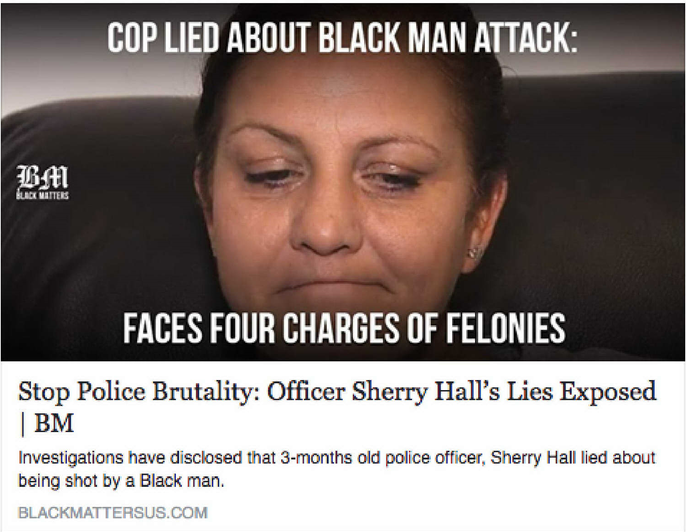 COP LIED ABOUT BLACK MAN ATTACK:
BM
BLACK MATTERS
FACES FOUR CHARGES OF FELONIES
Stop Police Brutality: Officer Sherry Hall's Lies Exposed
| BM
Investigations have disclosed that 3-months old police officer, Sherry Hall lied about
being shot by a Black man.
BLACKMATTERSUS.COM